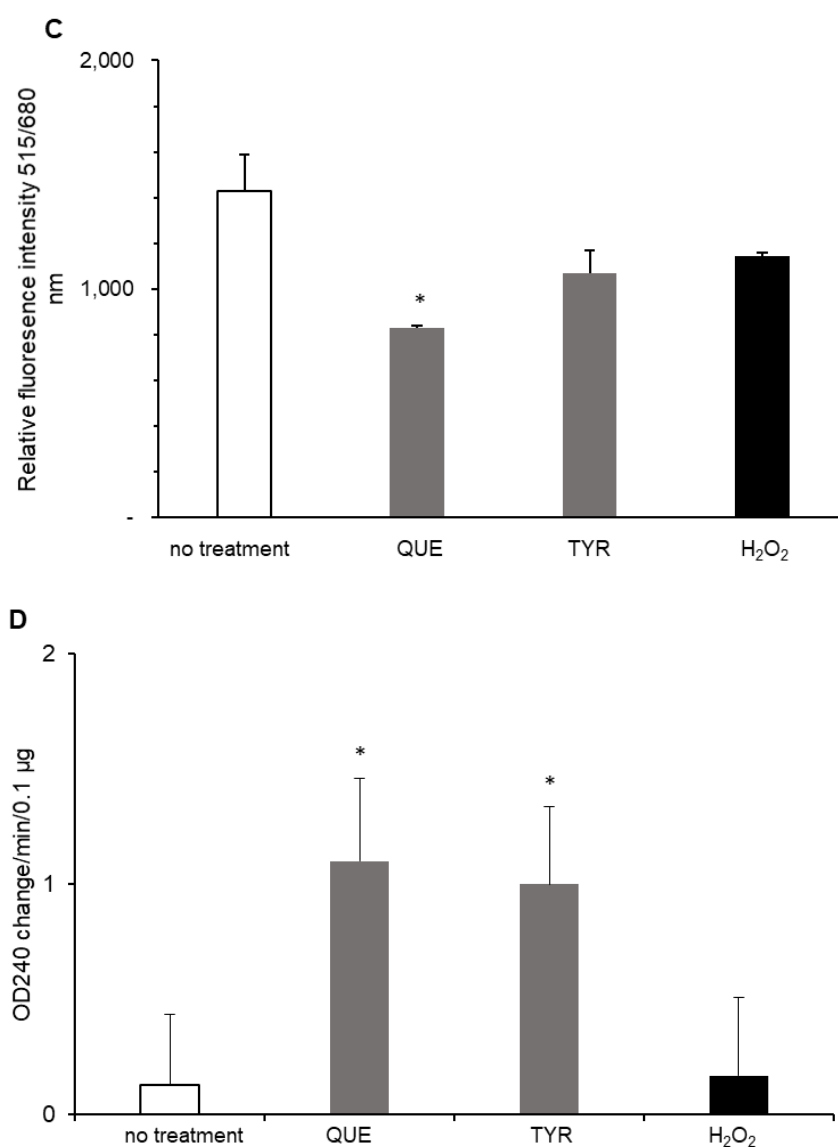 C
2,000
1,000
-
Relative fluoresence intensity 515/680
nm
*
no treatment QUE TYR H₂O₂
D
2
1
0
OD240 change/min/0.1 µg
* *
no treatment QUE TYR H₂O₂